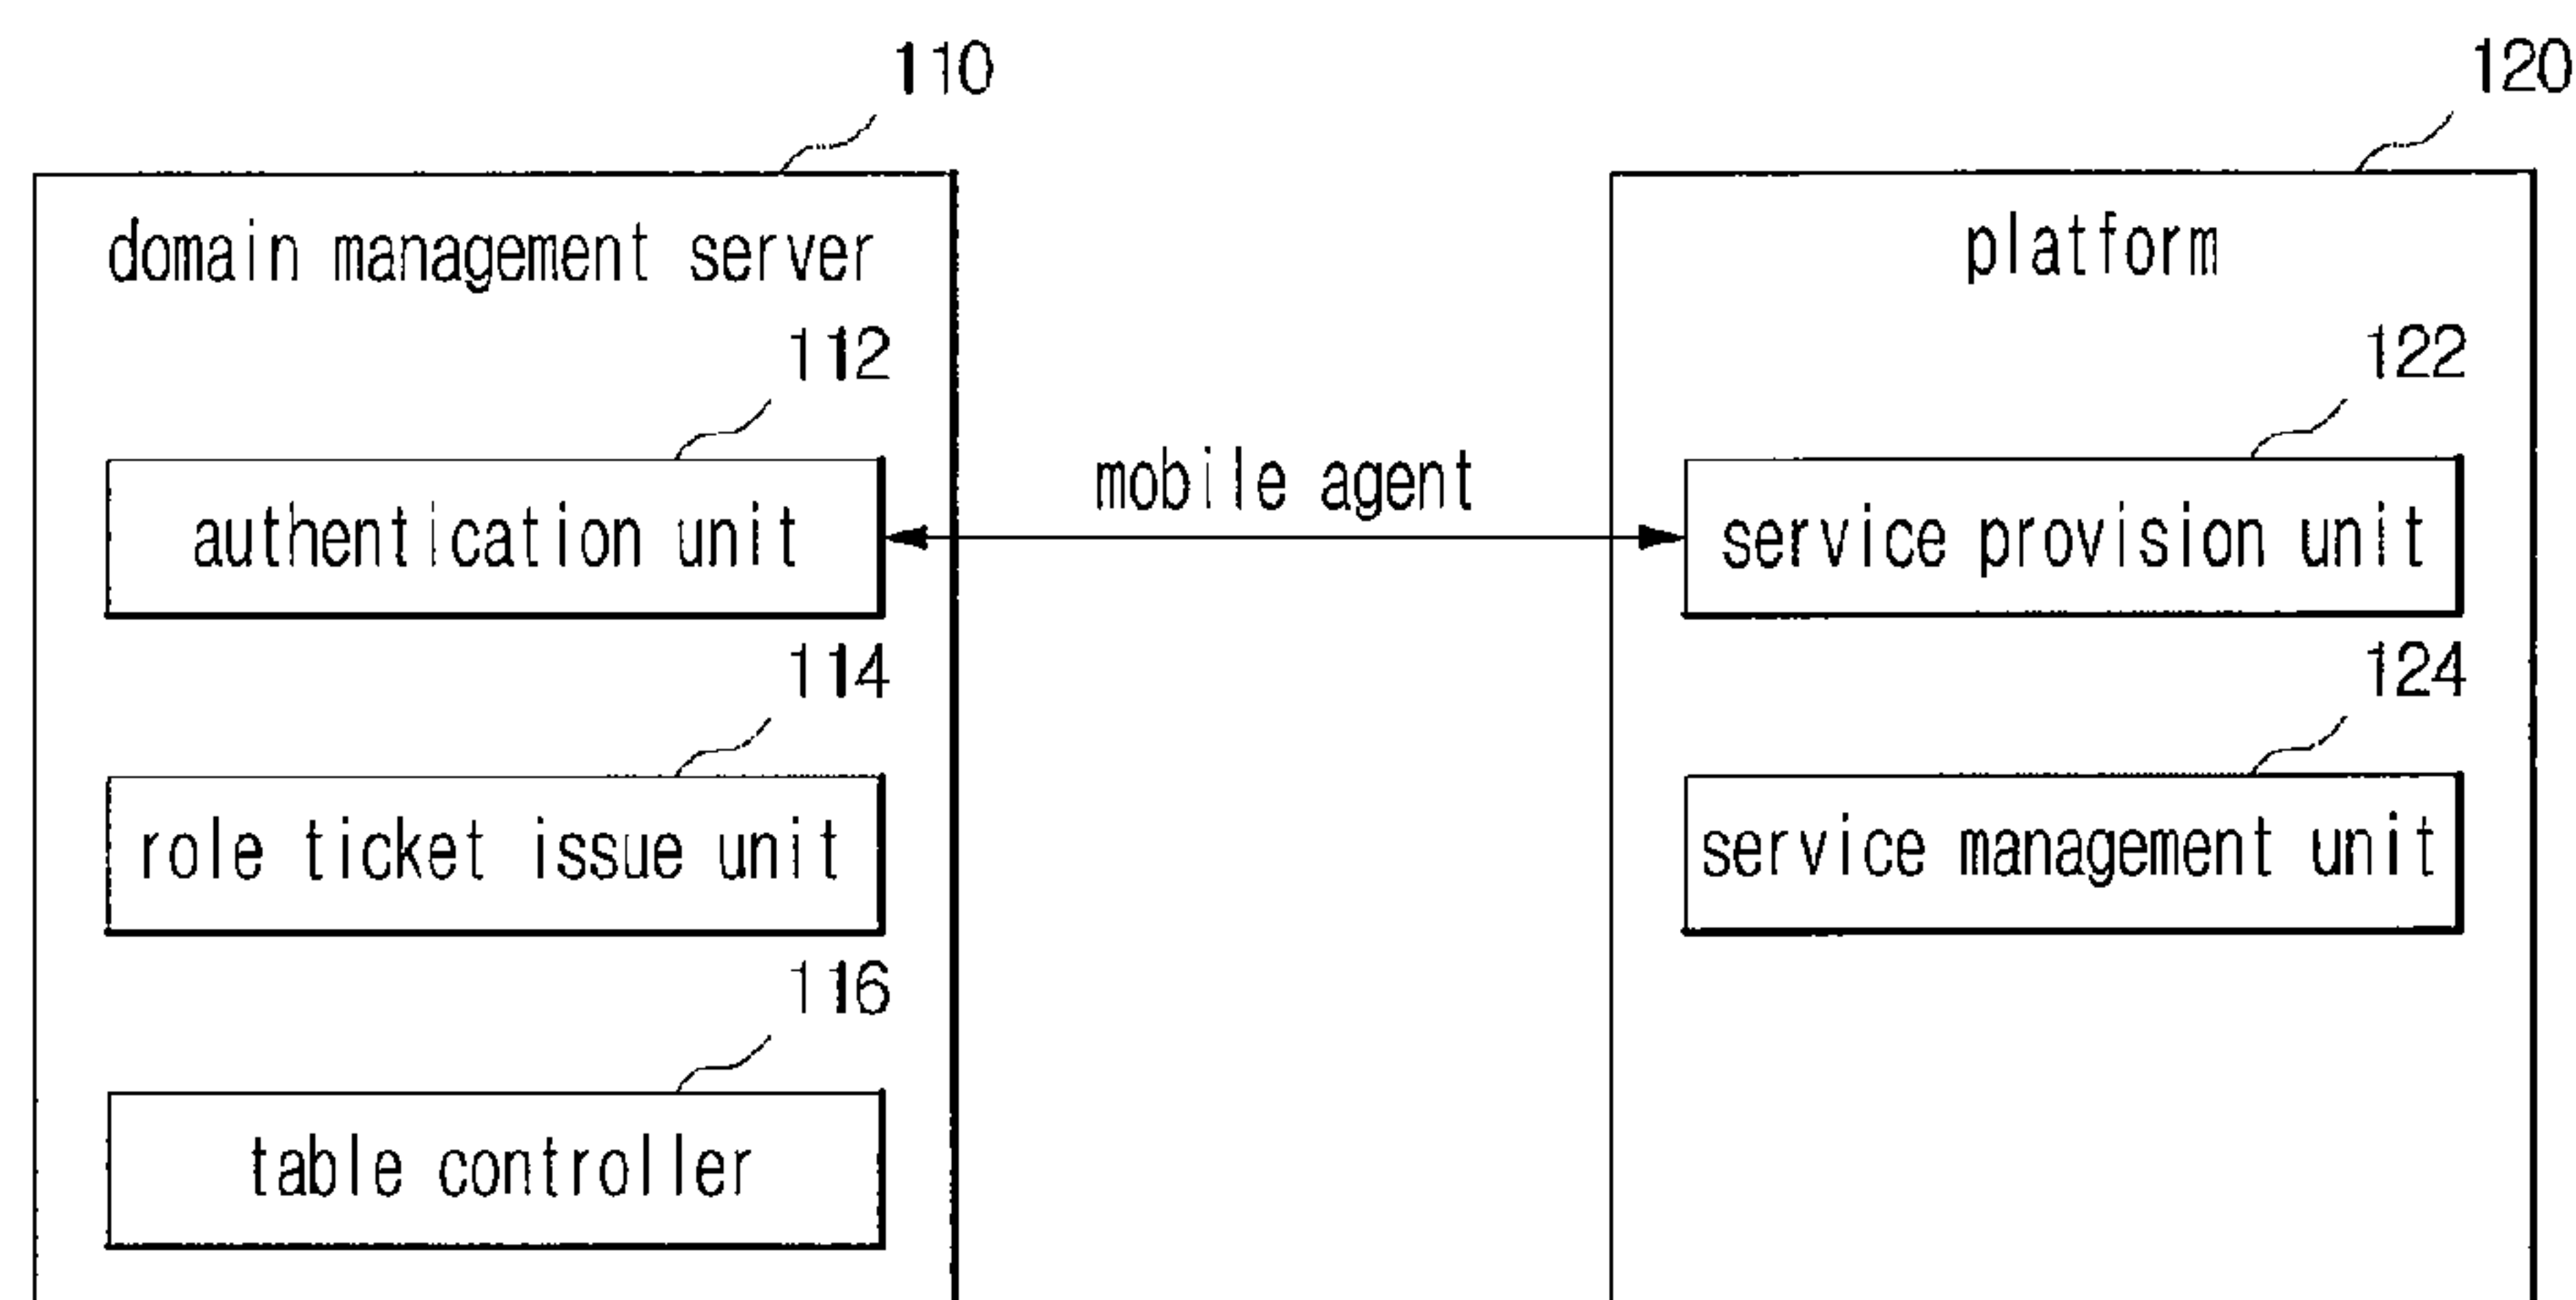 110
120
domain management server
platform
112
122
authentication unit
mobile agent
service provision unit
114
124
role ticket issue unit
service management unit
116
table controller